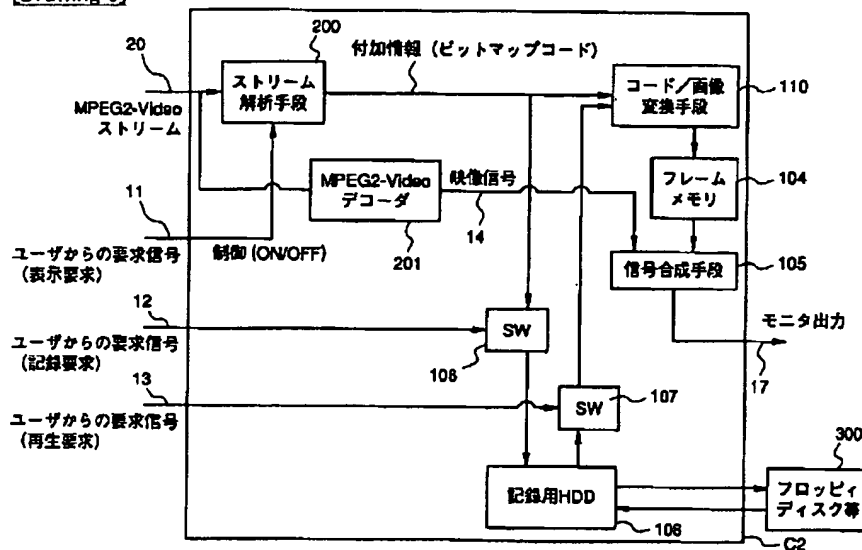 200
20
付加情報(ビットマップコード)
ストリーム
解析手段
コード/画像
変換手段
110
MPEG2-Video
ストリーム
MPEG2-Video
デコーダ
映像信号
フレーム
メモリ
104
11
14
制御(ON/OFF)
201
信号合成手段
105
ユーザからの要求信号
(表示要求)
12
モニタ出力
SW
ユーザからの要求信号
(記録要求)
108
17
13
SW
107
ユーザからの要求信号
(再生要求)
300
記録用HDD
フロッピィ
ディスク等
106
C2